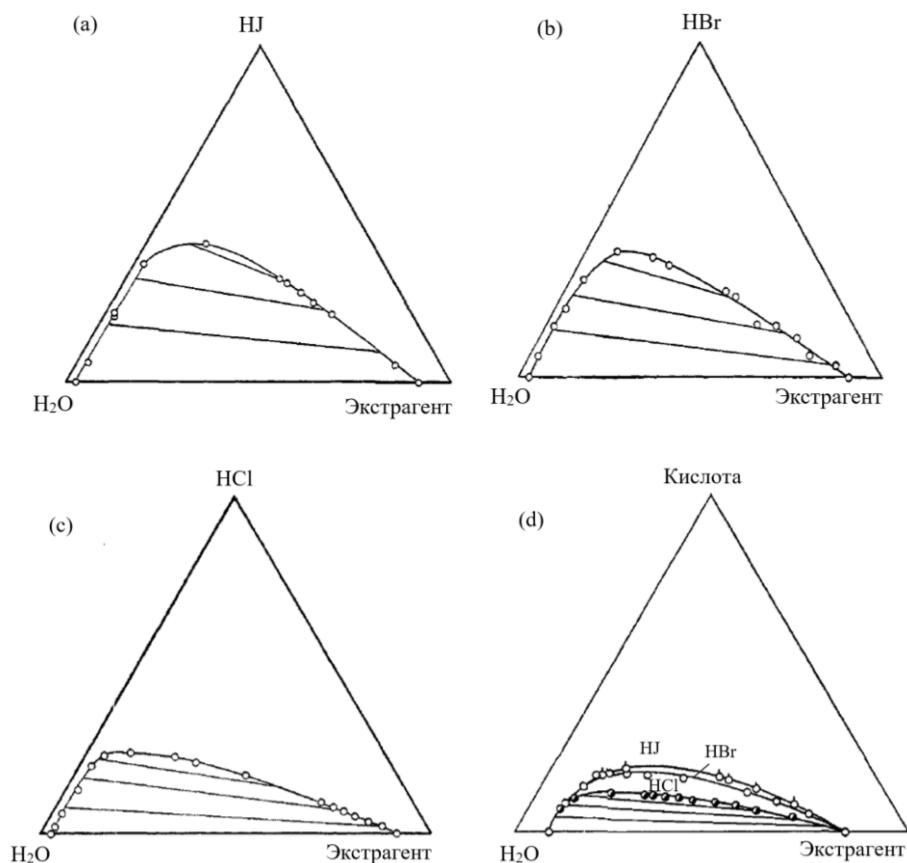 (a)
HJ
H₂O
Экстрагент
(b)
HBr
H₂O
Экстрагент
(c)
HCl
H₂O
Экстрагент
(d)
Кислота
HJ
HBr
HCl
H₂O
Экстрагент